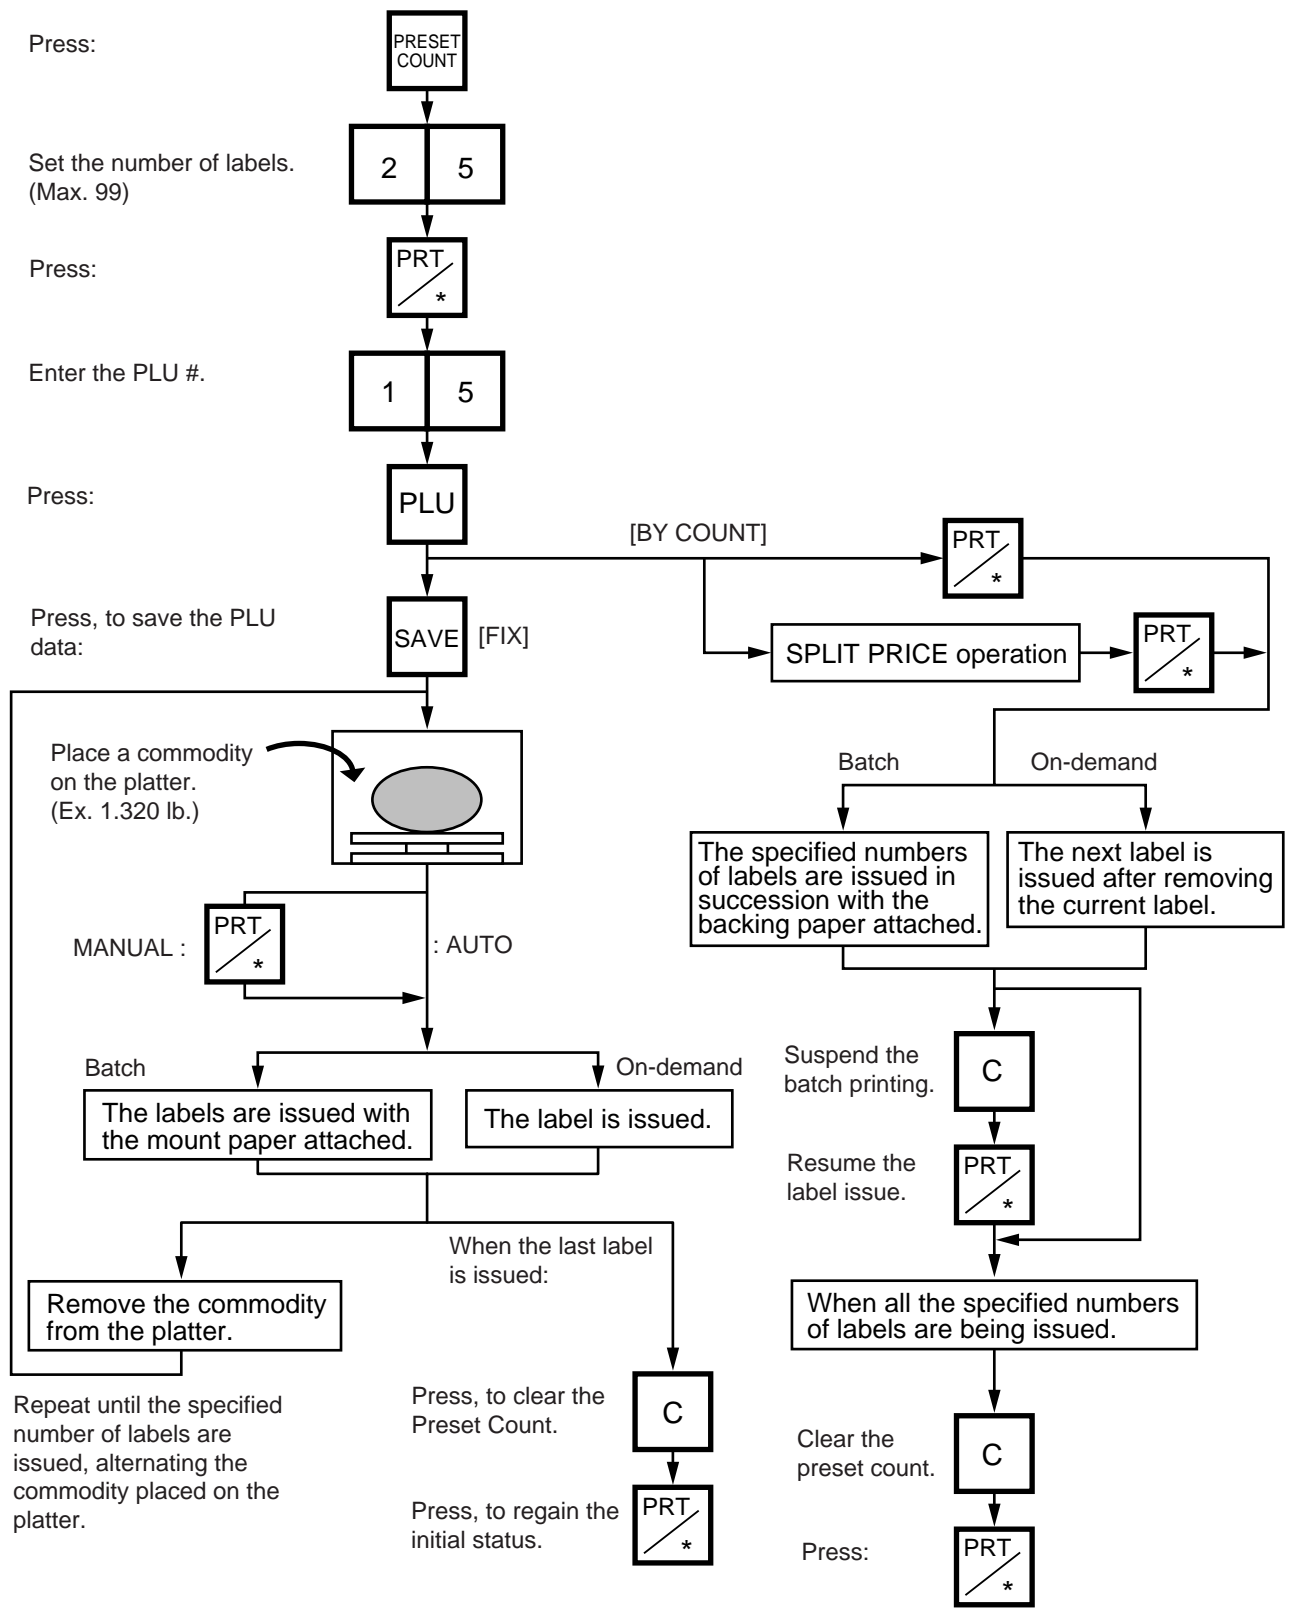 Press:
PRESET
COUNT
Set the number of labels.
(Max. 99)
2 5
Press:
PRT
*
Enter the PLU #.
1 5
Press:
PLU
[BY COUNT]
PRT
*
Press, to save the PLU
data:
SAVE
[FIX]
SPLIT PRICE operation
PRT
*
Place a commodity
on the platter.
(Ex. 1.320 lb.)
Batch
On-demand
The specified numbers
of labels are issued in
succession with the
backing paper attached.
The next label is
issued after removing
the current label.
MANUAL :
PRT
*
: AUTO
Batch
On-demand
The labels are issued with
the mount paper attached.
The label is issued.
Suspend the
batch printing.
C
Resume the
label issue.
PRT
*
When the last label
is issued:
Remove the commodity
from the platter.
When all the specified numbers
of labels are being issued.
Repeat until the specified
number of labels are
issued, alternating the
commodity placed on the
platter.
Press, to clear the
Preset Count.
C
Press, to regain the
initial status.
PRT
*
Clear the
preset count.
C
Press:
PRT
*